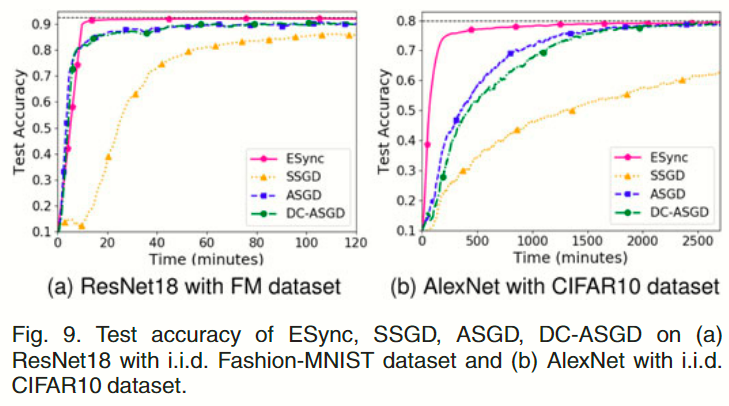 0.9
0.8
0.7
0.6
0.5
0.4
0.3
0.2
0.1
Test Accuracy
ESync
SSGD
ASGD
DC-ASGD
0 20 40 60 80 100 120
Time (minutes)
(a) ResNet18 with FM dataset
0.8
0.7
0.6
0.5
0.4
0.3
0.2
0.1
Test Accuracy
ESync
SSGD
ASGD
DC-ASGD
0 500 1000 1500 2000 2500
Time (minutes)
(b) AlexNet with CIFAR10 dataset
Fig. 9. Test accuracy of ESync, SSGD, ASGD, DC-ASGD on (a)
ResNet18 with i.i.d. Fashion-MNIST dataset and (b) AlexNet with i.i.d.
CIFAR10 dataset.